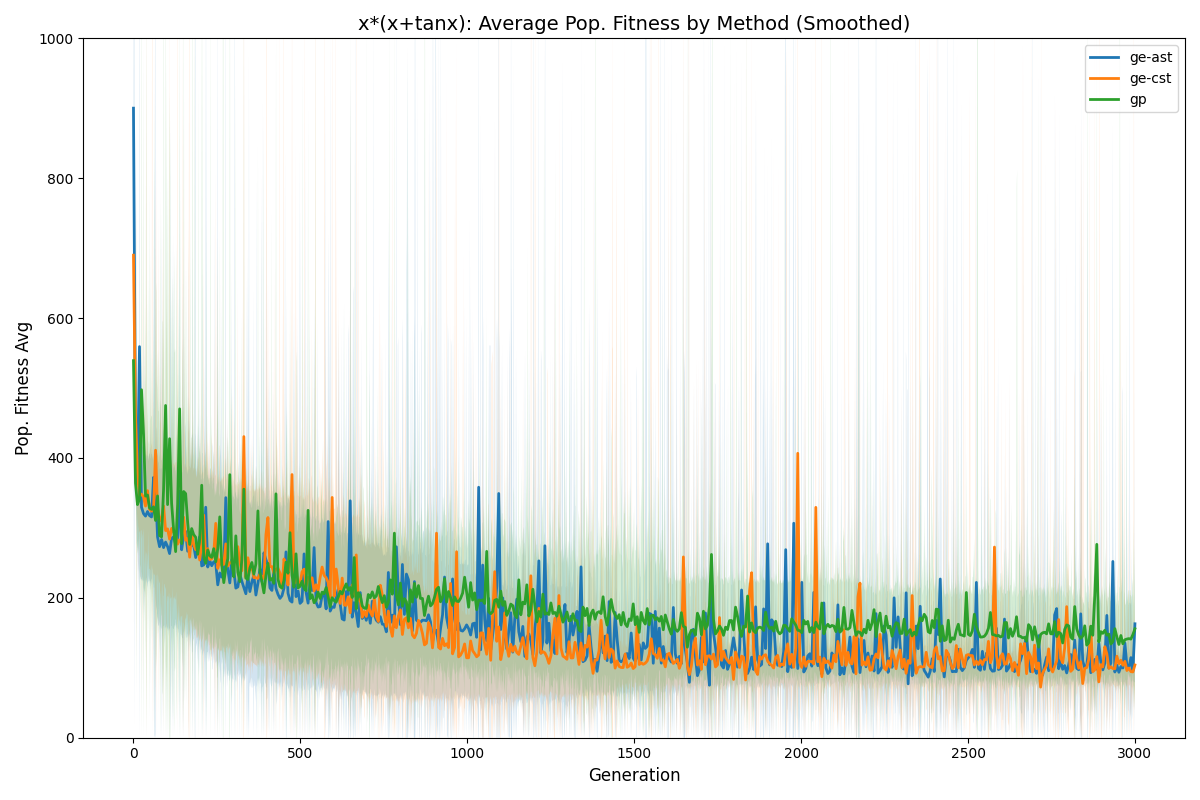 x*(x+tanx): Average Pop. Fitness by Method (Smoothed)
ge-ast
ge-cst
gp
Pop. Fitness Avg
1000
800
600
400
200
0
0 500 1000 1500 2000 2500 3000
Generation